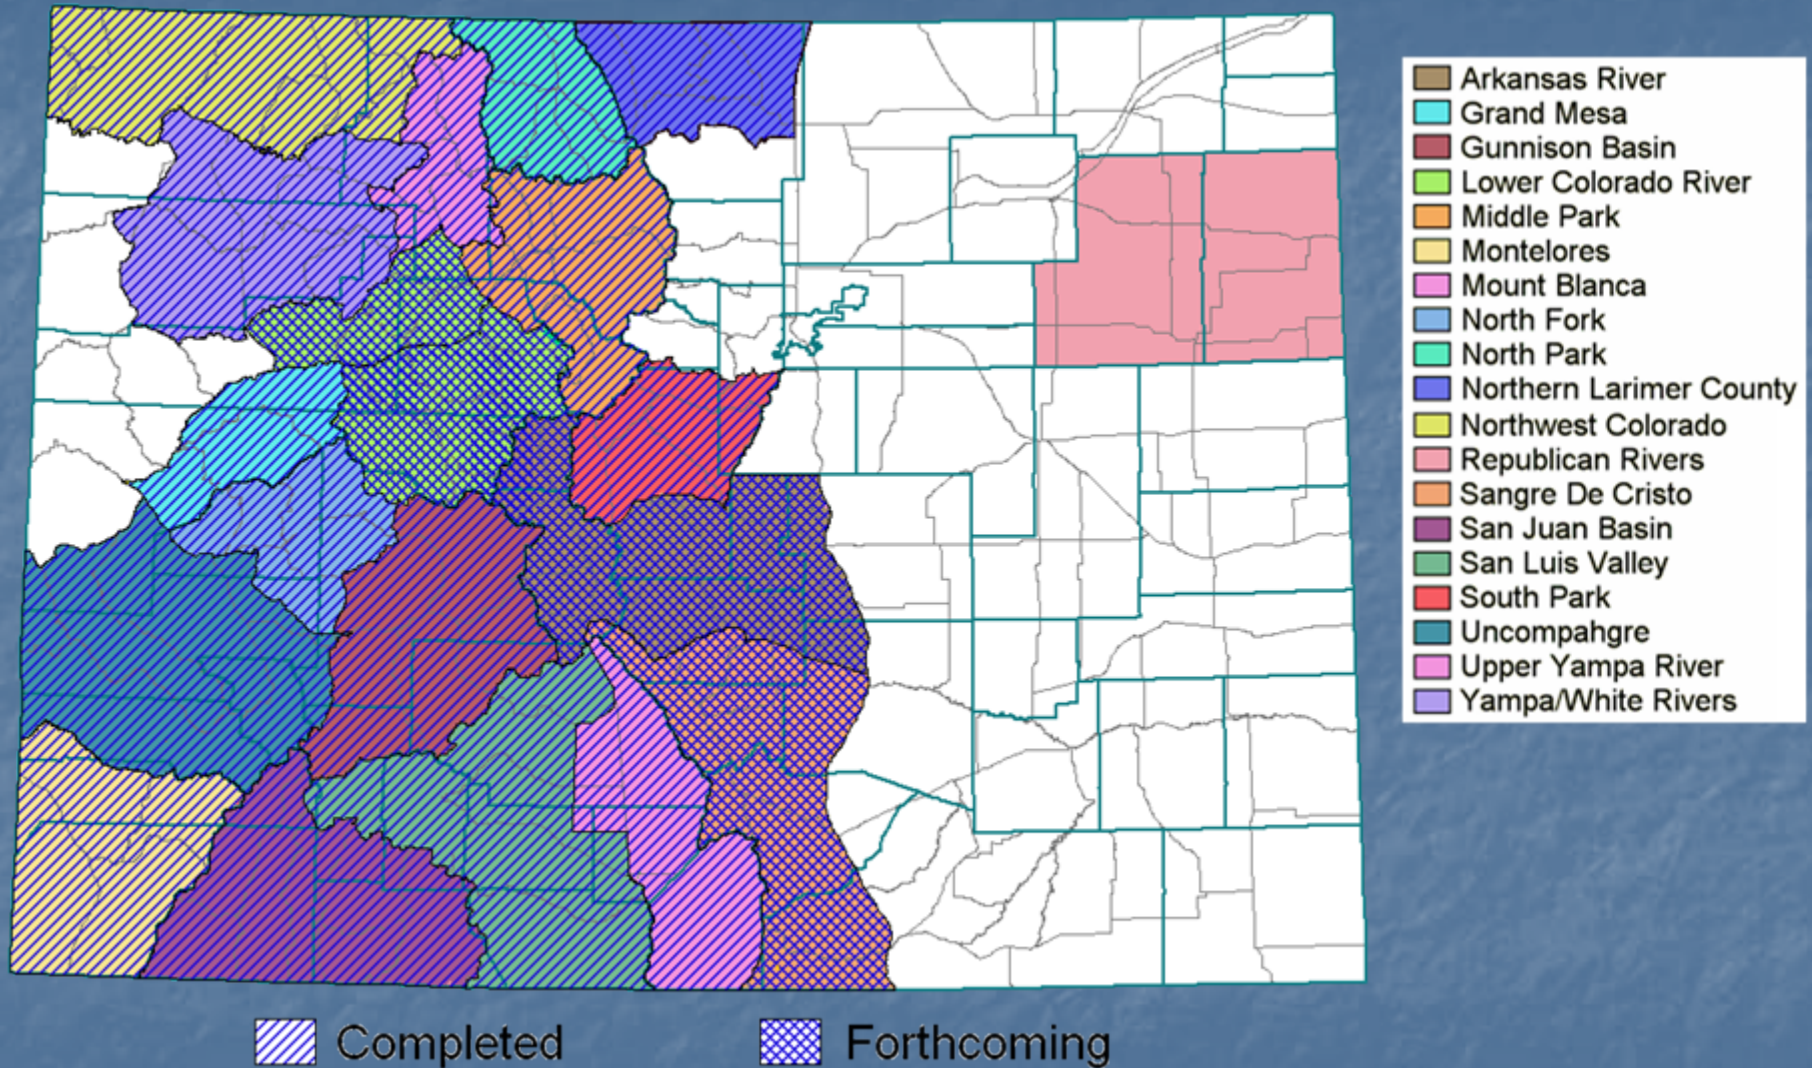 Arkansas River
Grand Mesa
Gunnison Basin
Lower Colorado River
Middle Park
Montelores
Mount Blanca
North Fork
North Park
Northern Larimer County
Northwest Colorado
Republican Rivers
Sangre De Cristo
San Juan Basin
San Luis Valley
South Park
Uncompahgre
Upper Yampa River
Yampa/White Rivers
Completed
Forthcoming